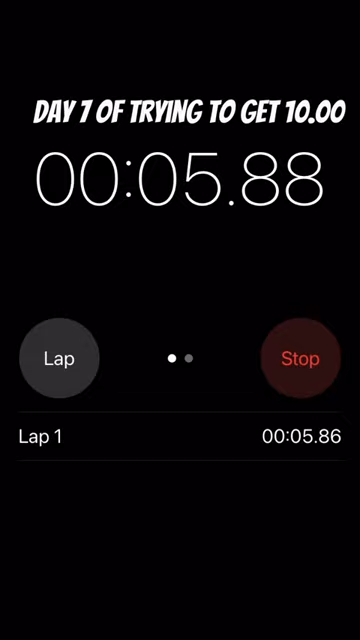 DAY 7 OF TRYING TO GET 10.00
00:05.88
Lap
Stop
Lap 1
00:05.86